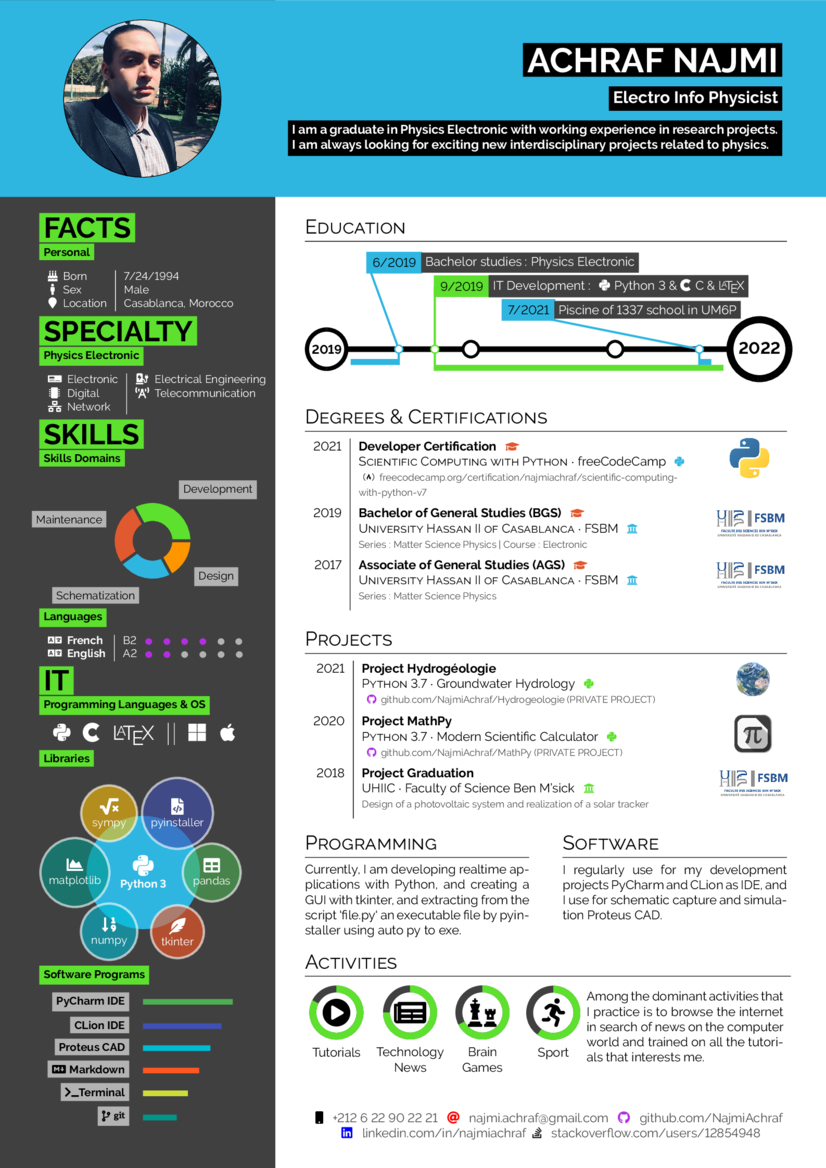 ACHRAF NAJMI
Electro Info Physicist
I am a graduate in Physics Electronic with working experience in research projects.
I am always looking for exciting new interdisciplinary projects related to physics.
FACTS
Personal
Born 7/24/1994
Sex Male
Location Casablanca, Morocco
SPECIALTY
Physics Electronic
Electronic Electrical Engineering
Digital Telecommunication
Network
SKILLS
Skills Domains
Development
Maintenance
Design
Schematization
Languages
French B2
English A2
IT
Programming Languages & OS
LATEX
Libraries
sympy
pyinstaller
matplotlib
Python 3
pandas
numpy
tkinter
Software Programs
PyCharm IDE
CLion IDE
Proteus CAD
Markdown
>_Terminal
git
EDUCATION
6/2019 Bachelor studies : Physics Electronic
9/2019 IT Development : Python 3 & C & LATEX
7/2021 Piscine of 1337 school in UM6P
2019
2022
DEGREES & CERTIFICATIONS
2021 Developer Certification
SCIENTIFIC COMPUTING WITH PYTHON · freeCodeCamp
(A) freecodecamp.org/certification/najmiachraf/scientific-computing-
with-python-v7
2019 Bachelor of General Studies (BGS)
UNIVERSITY HASSAN II OF CASABLANCA · FSBM
Series : Matter Science Physics | Course : Electronic
FSBM
2017 Associate of General Studies (AGS)
UNIVERSITY HASSAN II OF CASABLANCA · FSBM
Series : Matter Science Physics
FSBM
PROJECTS
2021 Project Hydrogéologie
PYTHON 3.7 · Groundwater Hydrology
github.com/NajmiAchraf/Hydrogeologie (PRIVATE PROJECT)
2020 Project MathPy
PYTHON 3.7 · Modern Scientific Calculator
github.com/NajmiAchraf/MathPy (PRIVATE PROJECT)
π
2018 Project Graduation
UHIIC · Faculty of Science Ben M'sick
Design of a photovoltaic system and realization of a solar tracker
FSBM
PROGRAMMING
Currently, I am developing realtime ap-
plications with Python, and creating a
GUI with tkinter, and extracting from the
script 'file.py' an executable file by pyin-
staller using auto py to exe.
SOFTWARE
I regularly use for my development
projects PyCharm and CLion as IDE, and
I use for schematic capture and simula-
tion Proteus CAD.
ACTIVITIES
Tutorials
Technology
News
Brain
Games
Sport
Among the dominant activities that
I practice is to browse the internet
in search of news on the computer
world and trained on all the tutori-
als that interests me.
+212 6 22 90 22 21 najmi.achraf@gmail.com github.com/NajmiAchraf
linkedin.com/in/najmiachraf stackoverflow.com/users/12854948